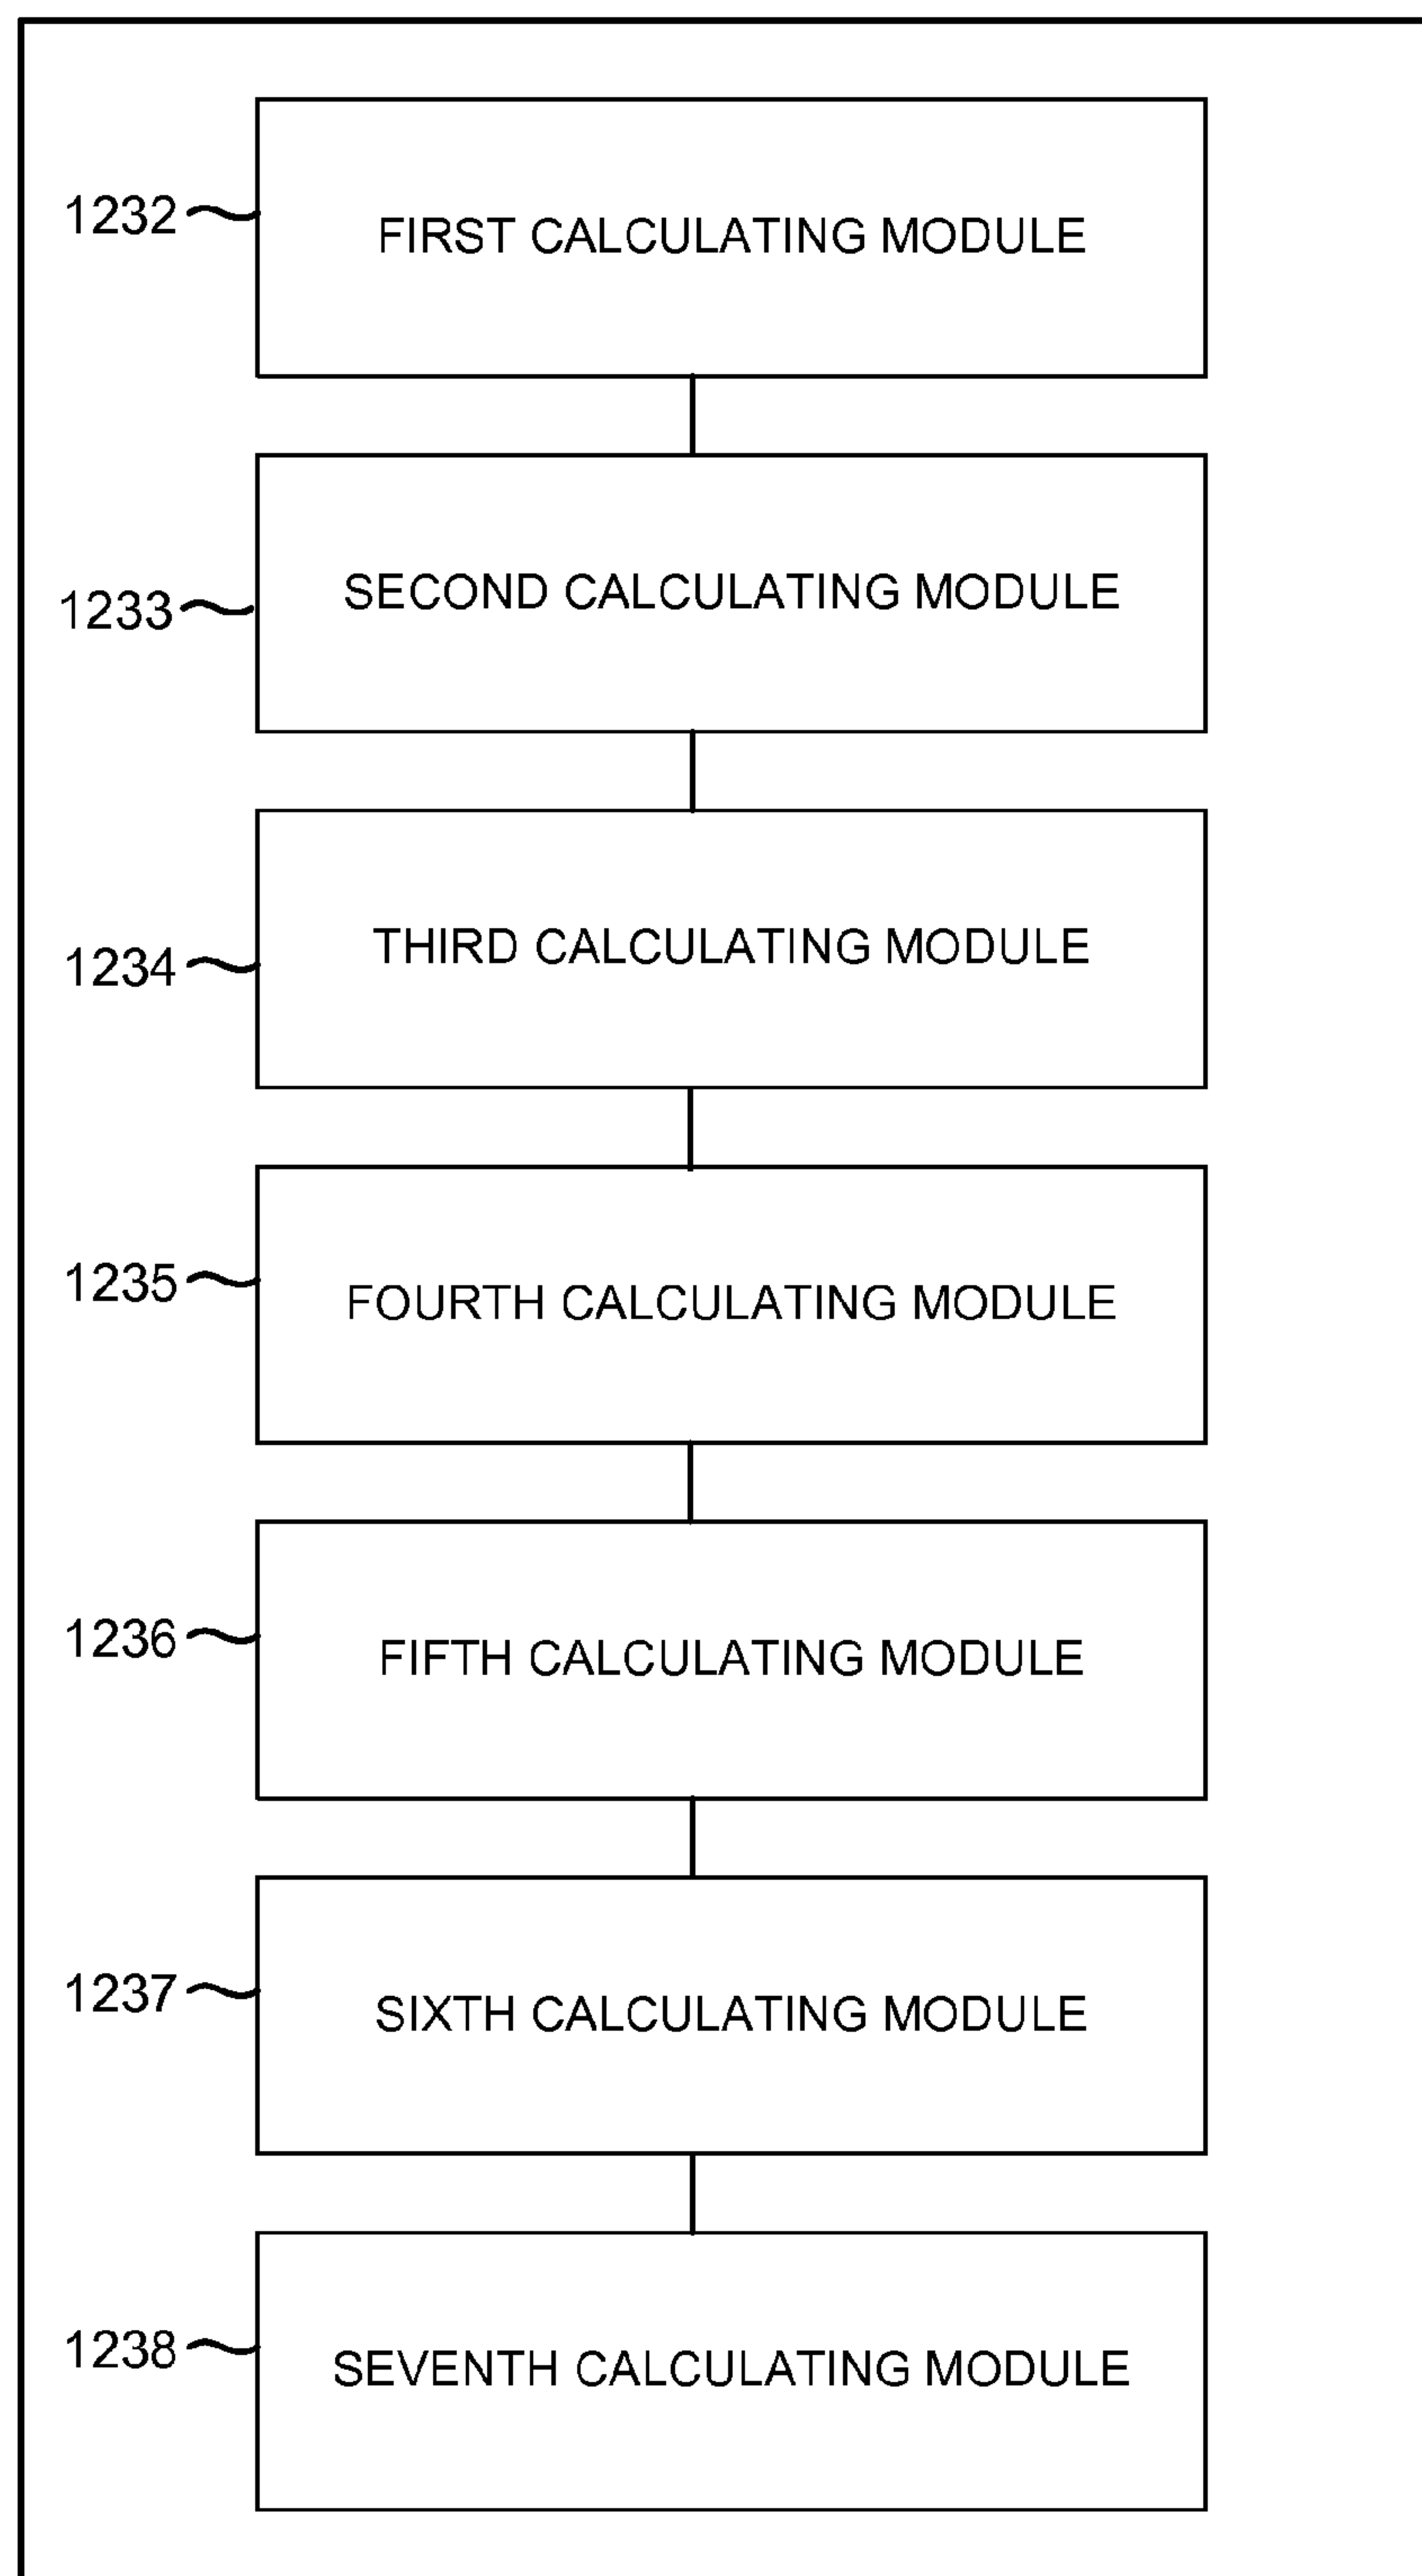 1232
FIRST CALCULATING MODULE
1233
SECOND CALCULATING MODULE
1234
THIRD CALCULATING MODULE
1235
FOURTH CALCULATING MODULE
1236
FIFTH CALCULATING MODULE
1237
SIXTH CALCULATING MODULE
1238
SEVENTH CALCULATING MODULE